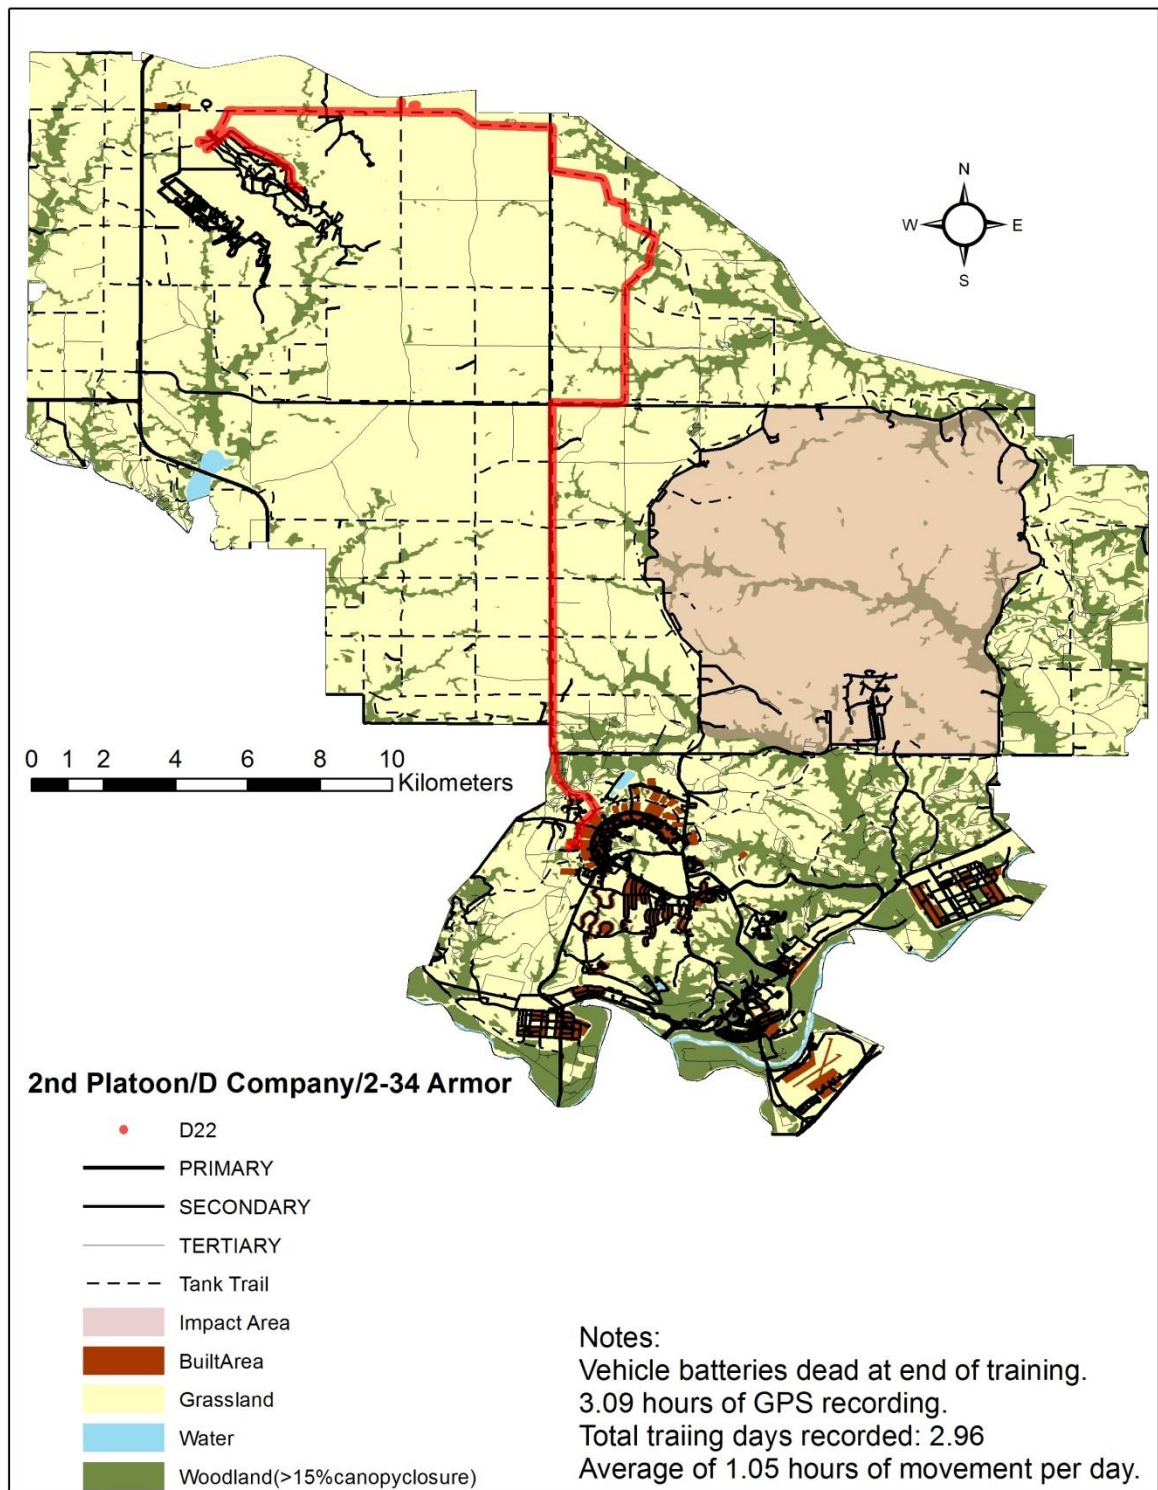 N
W E
S
0 1 2 4 6 8 10
Kilometers
2nd Platoon/D Company/2-34 Armor
D22
PRIMARY
SECONDARY
TERTIARY
Tank Trail
Impact Area
BuiltArea
Grassland
Water
Woodland(>15%canopyclosure)
Notes:
Vehicle batteries dead at end of training.
3.09 hours of GPS recording.
Total traiing days recorded: 2.96
Average of 1.05 hours of movement per day.